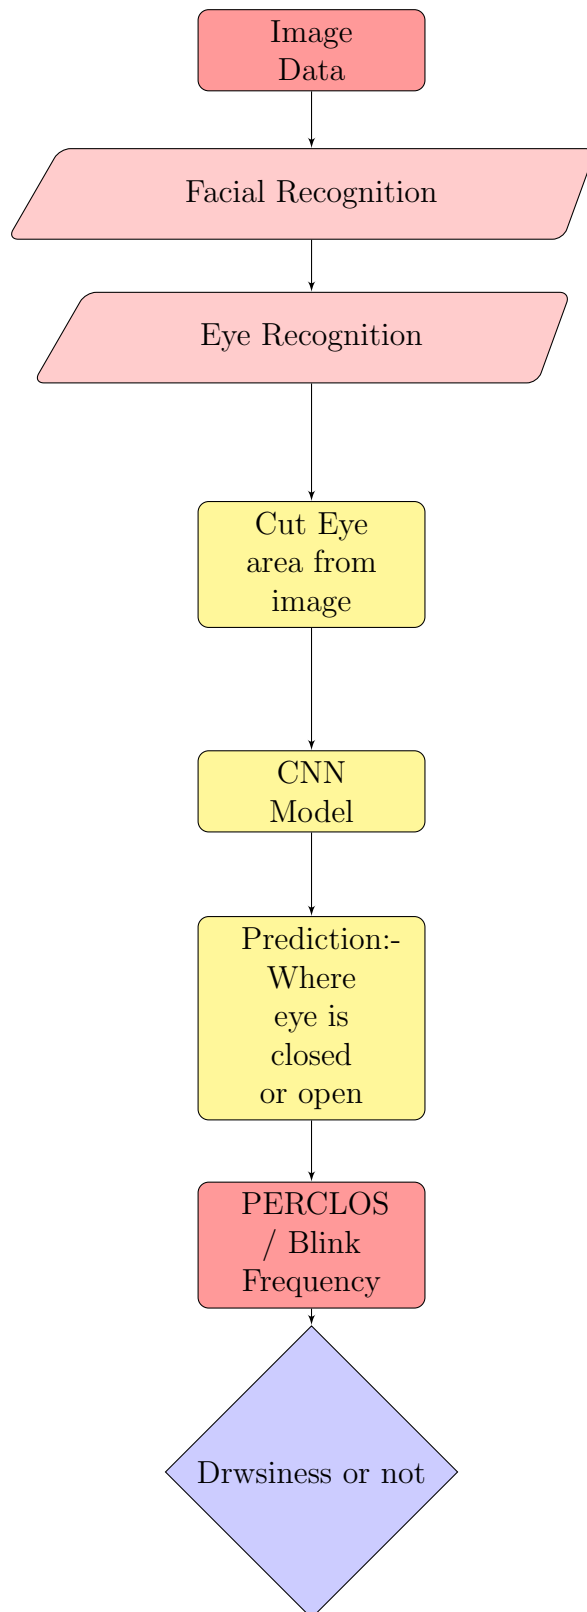 Image
Data
Facial Recognition
Eye Recognition
Cut Eye
area from
image
CNN
Model
Prediction:-
Where
eye is
closed
or open
PERCLOS
/ Blink
Frequency
Drwsiness or not